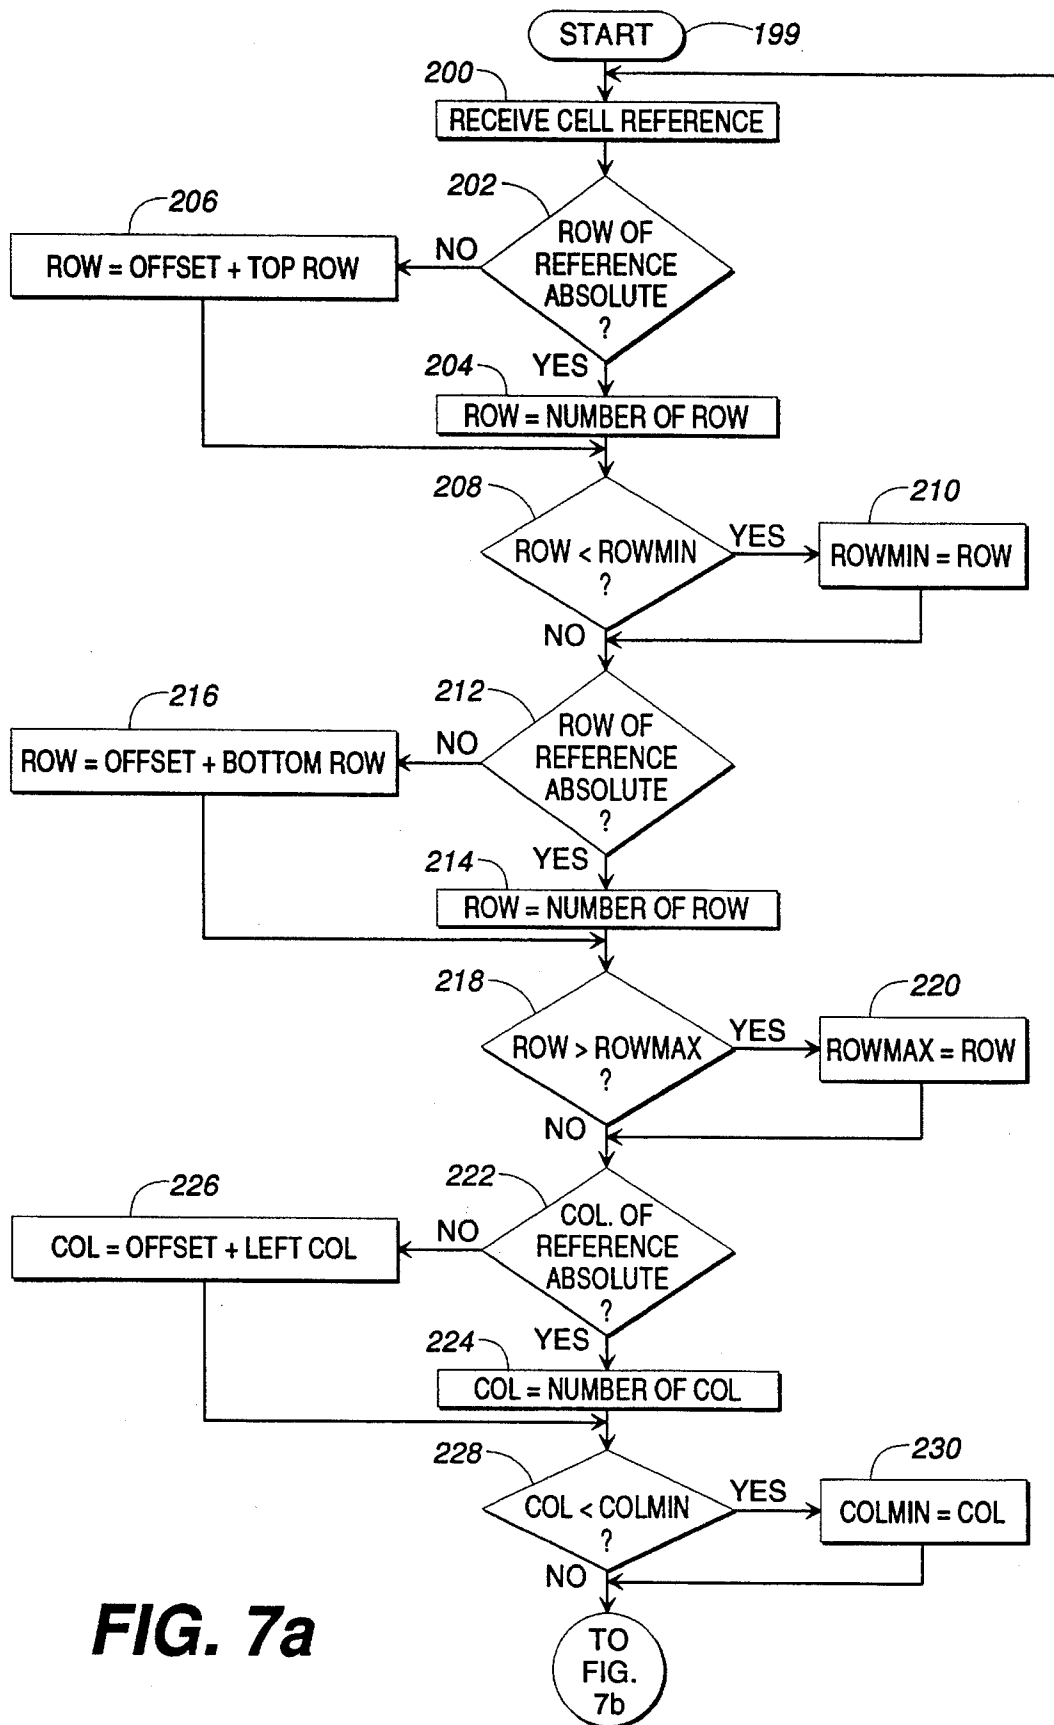 START
199
200
RECEIVE CELL REFERENCE
202
ROW OF
REFERENCE
ABSOLUTE
?
NO
206
ROW = OFFSET + TOP ROW
YES
204
ROW = NUMBER OF ROW
208
ROW < ROWMIN
?
YES
210
ROWMIN = ROW
NO
212
ROW OF
REFERENCE
ABSOLUTE
?
NO
216
ROW = OFFSET + BOTTOM ROW
YES
214
ROW = NUMBER OF ROW
218
ROW > ROWMAX
?
YES
220
ROWMAX = ROW
NO
222
COL. OF
REFERENCE
ABSOLUTE
?
NO
226
COL = OFFSET + LEFT COL
YES
224
COL = NUMBER OF COL
228
COL < COLMIN
?
YES
230
COLMIN = COL
NO
TO
FIG.
7b
FIG. 7a